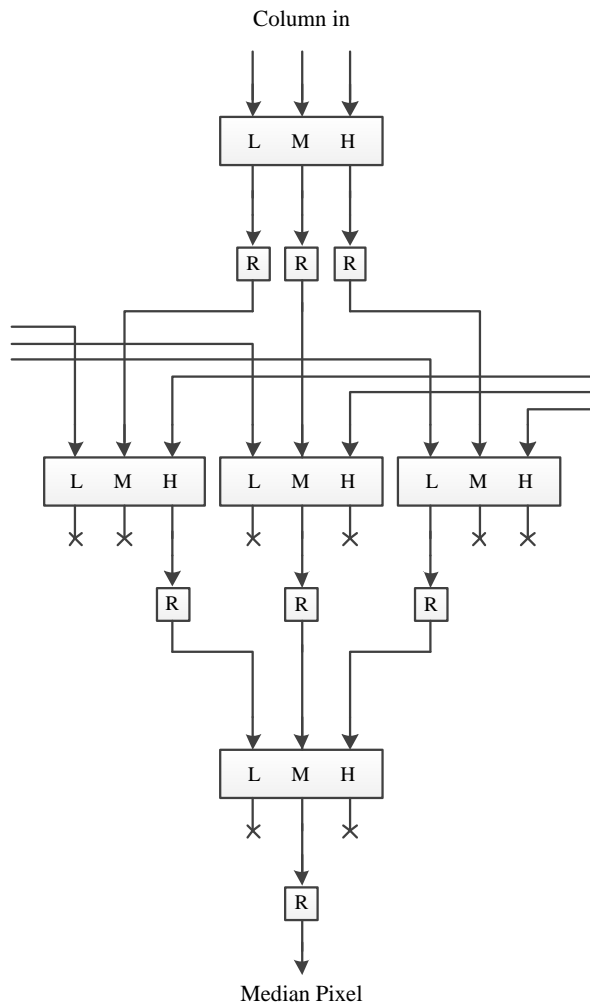 Column in
L M H
R R R
L M H L M H L M H
R R R
L M H
R
Median Pixel